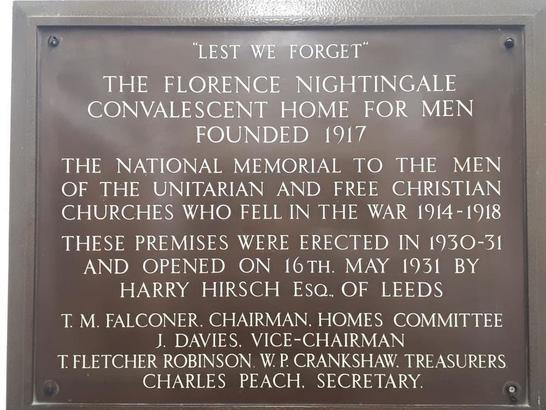 "LEST WE FORGET"
THE FLORENCE NIGHTINGALE
CONVALESCENT HOME FOR MEN
FOUNDED 1917
THE NATIONAL MEMORIAL TO THE MEN
OF THE UNITARIAN AND FREE CHRISTIAN
CHURCHES WHO FELL IN THE WAR 1914-1918
THESE PREMISES WERE ERECTED IN 1930-31
AND OPENED ON 16TH. MAY 1931 BY
HARRY HIRSCH ESQ., OF LEEDS
T. M. FALCONER. CHAIRMAN. HOMES COMMITTEE
J. DAVIES. VICE-CHAIRMAN
T. FLETCHER ROBINSON. W. P. CRANKSHAW. TREASURERS
CHARLES PEACH. SECRETARY.